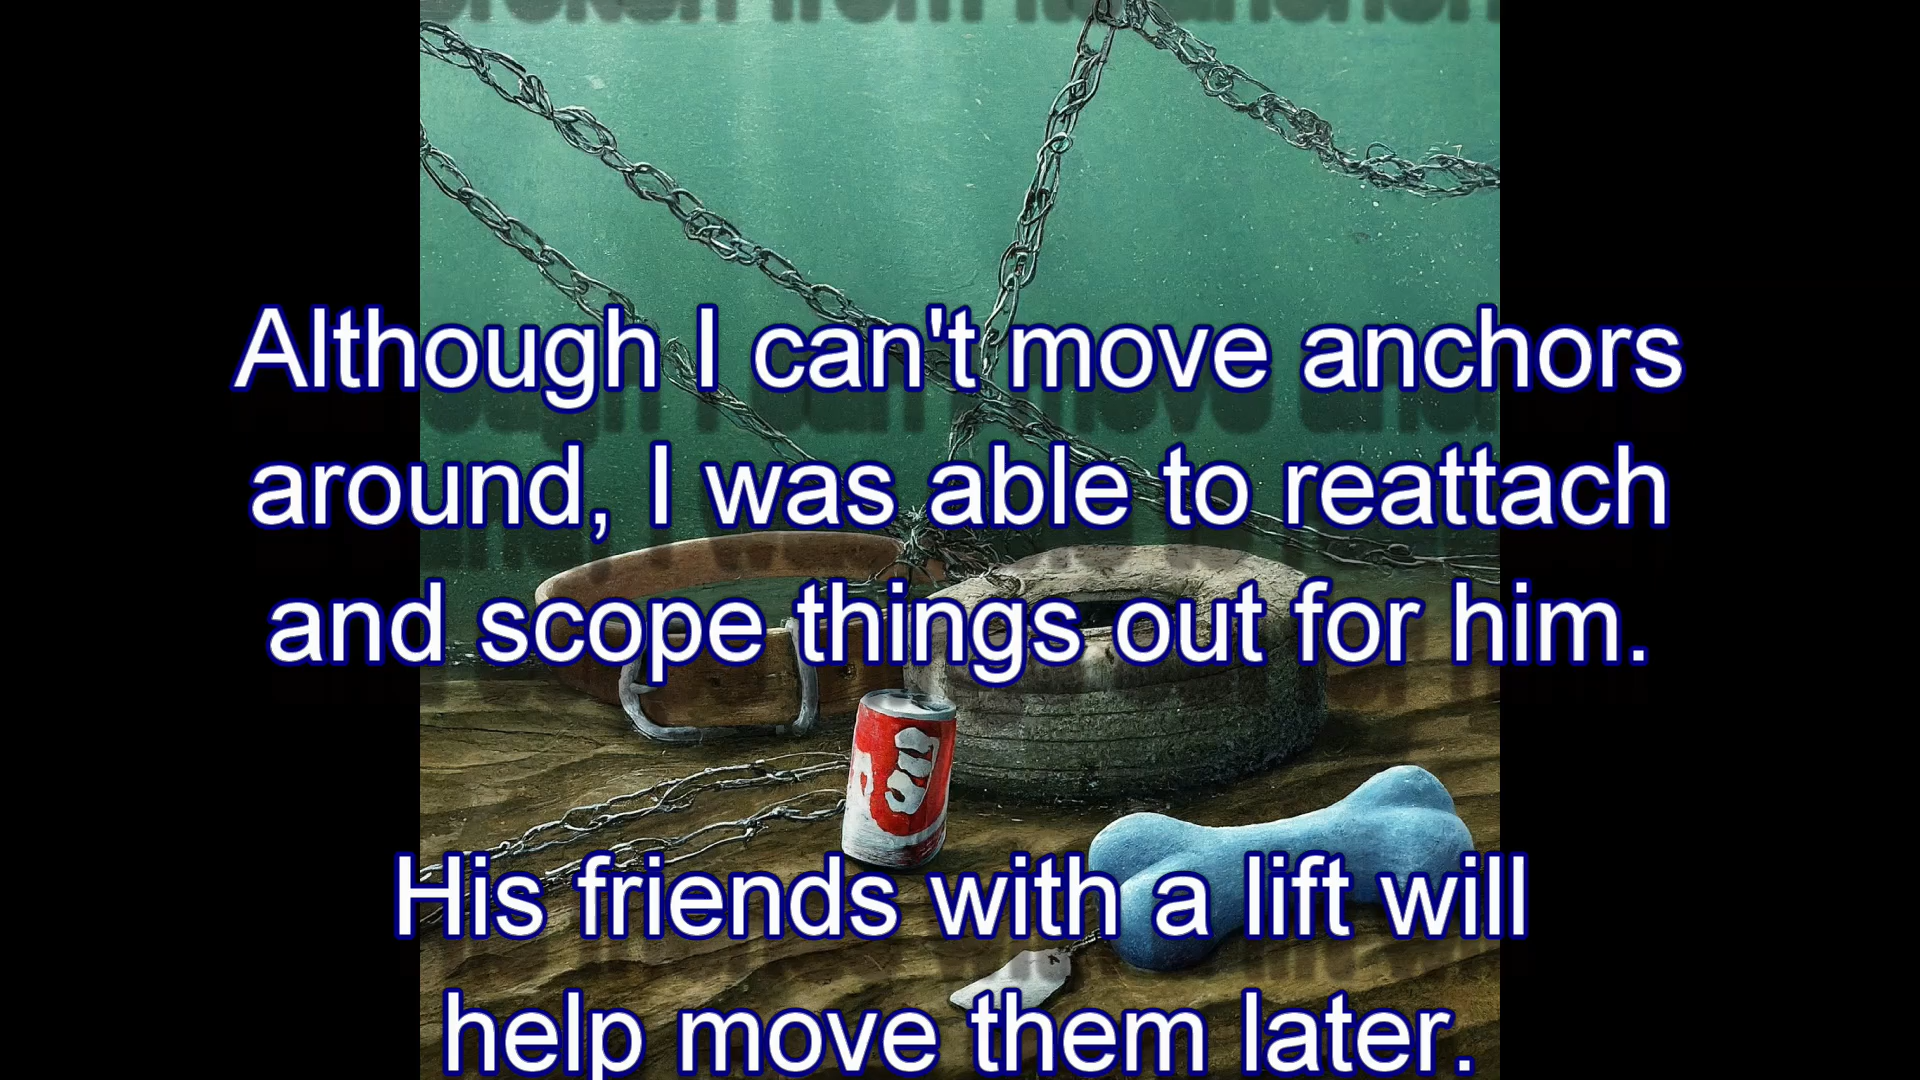 Although I can't move anchors
around, I was able to reattach
and scope things out for him.
His friends with a lift will
help move them later.